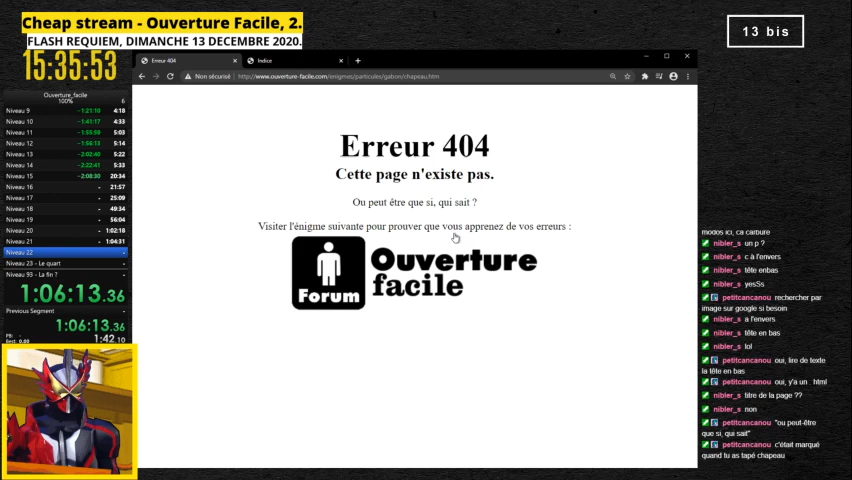 Cheap stream - Ouverture Facile, 2.
FLASH REQUIEM, DIMANCHE 13 DECEMBRE 2020.
15:35:53
13 bis
Ouverture_facile
100% 6
Niveau 9 -1:21:10 4:18
Niveau 10 -1:41:17 4:33
Niveau 11 -1:55:58 5:03
Niveau 12 -1:56:13 5:14
Niveau 13 -2:02:40 5:22
Niveau 14 -2:22:41 5:33
Niveau 15 -2:08:30 20:34
Niveau 16 - 21:57
Niveau 17 - 25:09
Niveau 18 - 49:34
Niveau 19 - 56:04
Niveau 20 - 1:02:18
Niveau 21 - 1:04:31
Niveau 22 -
Niveau 23 - Le quart -
Niveau 93 - La fin ? -
1:06:13.36
Previous Segment -
1:06:13.36
PB: -
Best: 0.00
1:42.10
Erreur 404
Indice
Non sécurisé | http://www.ouverture-facile.com/enigmes/particules/gabon/chapeau.htm
Erreur 404
Cette page n'existe pas.
Ou peut être que si, qui sait ?
Visiter l'énigme suivante pour prouver que vous apprenez de vos erreurs :
Forum
Ouverture
facile
modos ici, ca carbure
nibler_s un p ?
nibler_s c à l'envers
nibler_s tête enbas
nibler_s yesSs
petitcancanou rechercher par
image sur google si besoin
nibler_s a l'envers
nibler_s tête en bas
nibler_s lol
petitcancanou oui, lire de texte
la tête en bas
petitcancanou oui, y'a un . html
nibler_s titre de la page ??
nibler_s non
petitcancanou "ou peut-être
que si, qui sait"
petitcancanou c'était marqué
quand tu as tapé chapeau